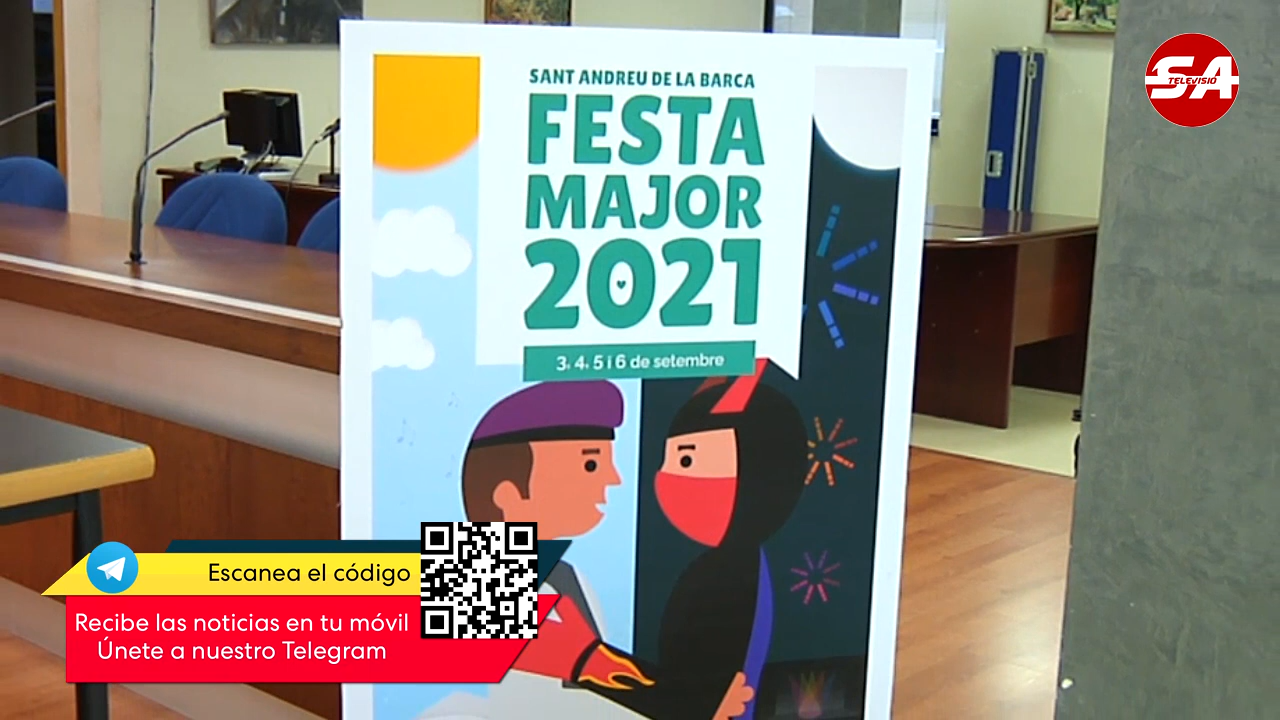 SANT ANDREU DE LA BARCA
FESTA
MAJOR
2021
3, 4, 5 i 6 de setembre
SA
TELEVISIÓ
Escanea el código
Recibe las noticias en tu móvil
Únete a nuestro Telegram